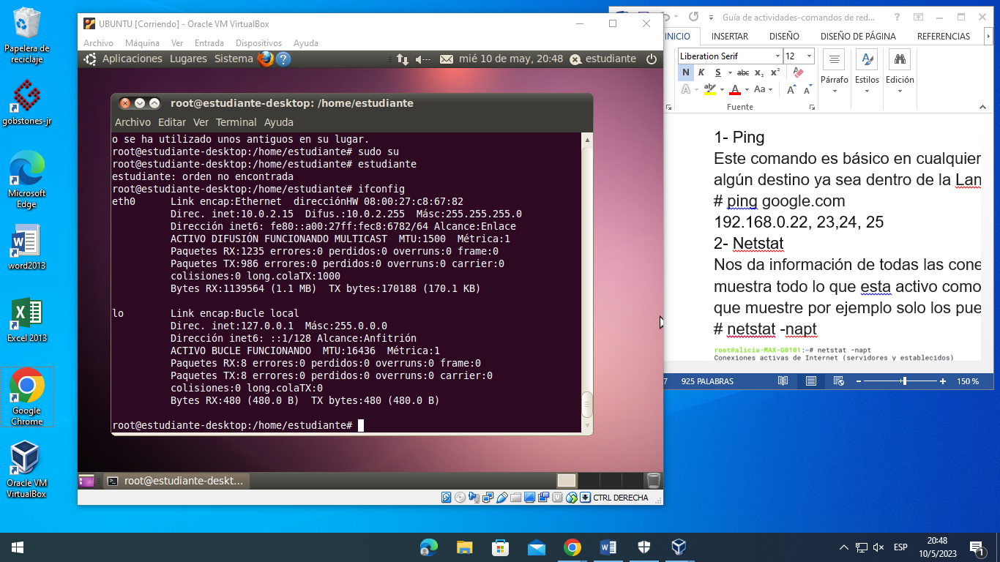 Papelera de
reciclaje
gobstones-jr
Microsoft
Edge
word2013
Excel 2013
Google
Chrome
Oracle VM
VirtualBox
UBUNTU [Corriendo] - Oracle VM VirtualBox
Archivo Máquina Ver Entrada Dispositivos Ayuda
Aplicaciones Lugares Sistema mié 10 de may, 20:48 estudiante
root@estudiante-desktop: /home/estudiante
Archivo Editar Ver Terminal Ayuda
o se ha utilizado unos antiguos en su lugar.
root@estudiante-desktop:/home/estudiante# sudo su
root@estudiante-desktop:/home/estudiante# estudiante
estudiante: orden no encontrada
root@estudiante-desktop:/home/estudiante# ifconfig
eth0 Link encap:Ethernet direcciónHW 08:00:27:c8:67:82
Direc. inet:10.0.2.15 Difus.:10.0.2.255 Másc:255.255.255.0
Dirección inet6: fe80::a00:27ff:fec8:6782/64 Alcance:Enlace
ACTIVO DIFUSIÓN FUNCIONANDO MULTICAST MTU:1500 Métrica:1
Paquetes RX:1235 errores:0 perdidos:0 overruns:0 frame:0
Paquetes TX:986 errores:0 perdidos:0 overruns:0 carrier:0
colisiones:0 long.colaTX:1000
Bytes RX:1139564 (1.1 MB) TX bytes:170188 (170.1 KB)
lo Link encap:Bucle local
Direc. inet:127.0.0.1 Másc:255.0.0.0
Dirección inet6: ::1/128 Alcance:Anfitrión
ACTIVO BUCLE FUNCIONANDO MTU:16436 Métrica:1
Paquetes RX:8 errores:0 perdidos:0 overruns:0 frame:0
Paquetes TX:8 errores:0 perdidos:0 overruns:0 carrier:0
colisiones:0 long.colaTX:0
Bytes RX:480 (480.0 B) TX bytes:480 (480.0 B)
root@estudiante-desktop:/home/estudiante#
root@estudiante-deskt...
CTRL DERECHA
Guía de actividades-comandos de red...
INICIO INSERTAR DISEÑO DISEÑO DE PÁGINA REFERENCIAS
Liberation Serif 12
N K S abc x₂ x²
A A Aa A A
Párrafo Estilos Edición
Fuente
1- Ping
Este comando es básico en cualquier
algún destino ya sea dentro de la Lan
# ping google.com
192.168.0.22, 23,24, 25
2- Netstat
Nos da información de todas las cone
muestra todo lo que esta activo como
que muestre por ejemplo solo los pue
# netstat -napt
root@alicia-MAX-G0101:~# netstat -napt
Conexiones activas de Internet (servidores y establecidos)
7 925 PALABRAS 150 %
ESP
20:48
10/5/2023
1